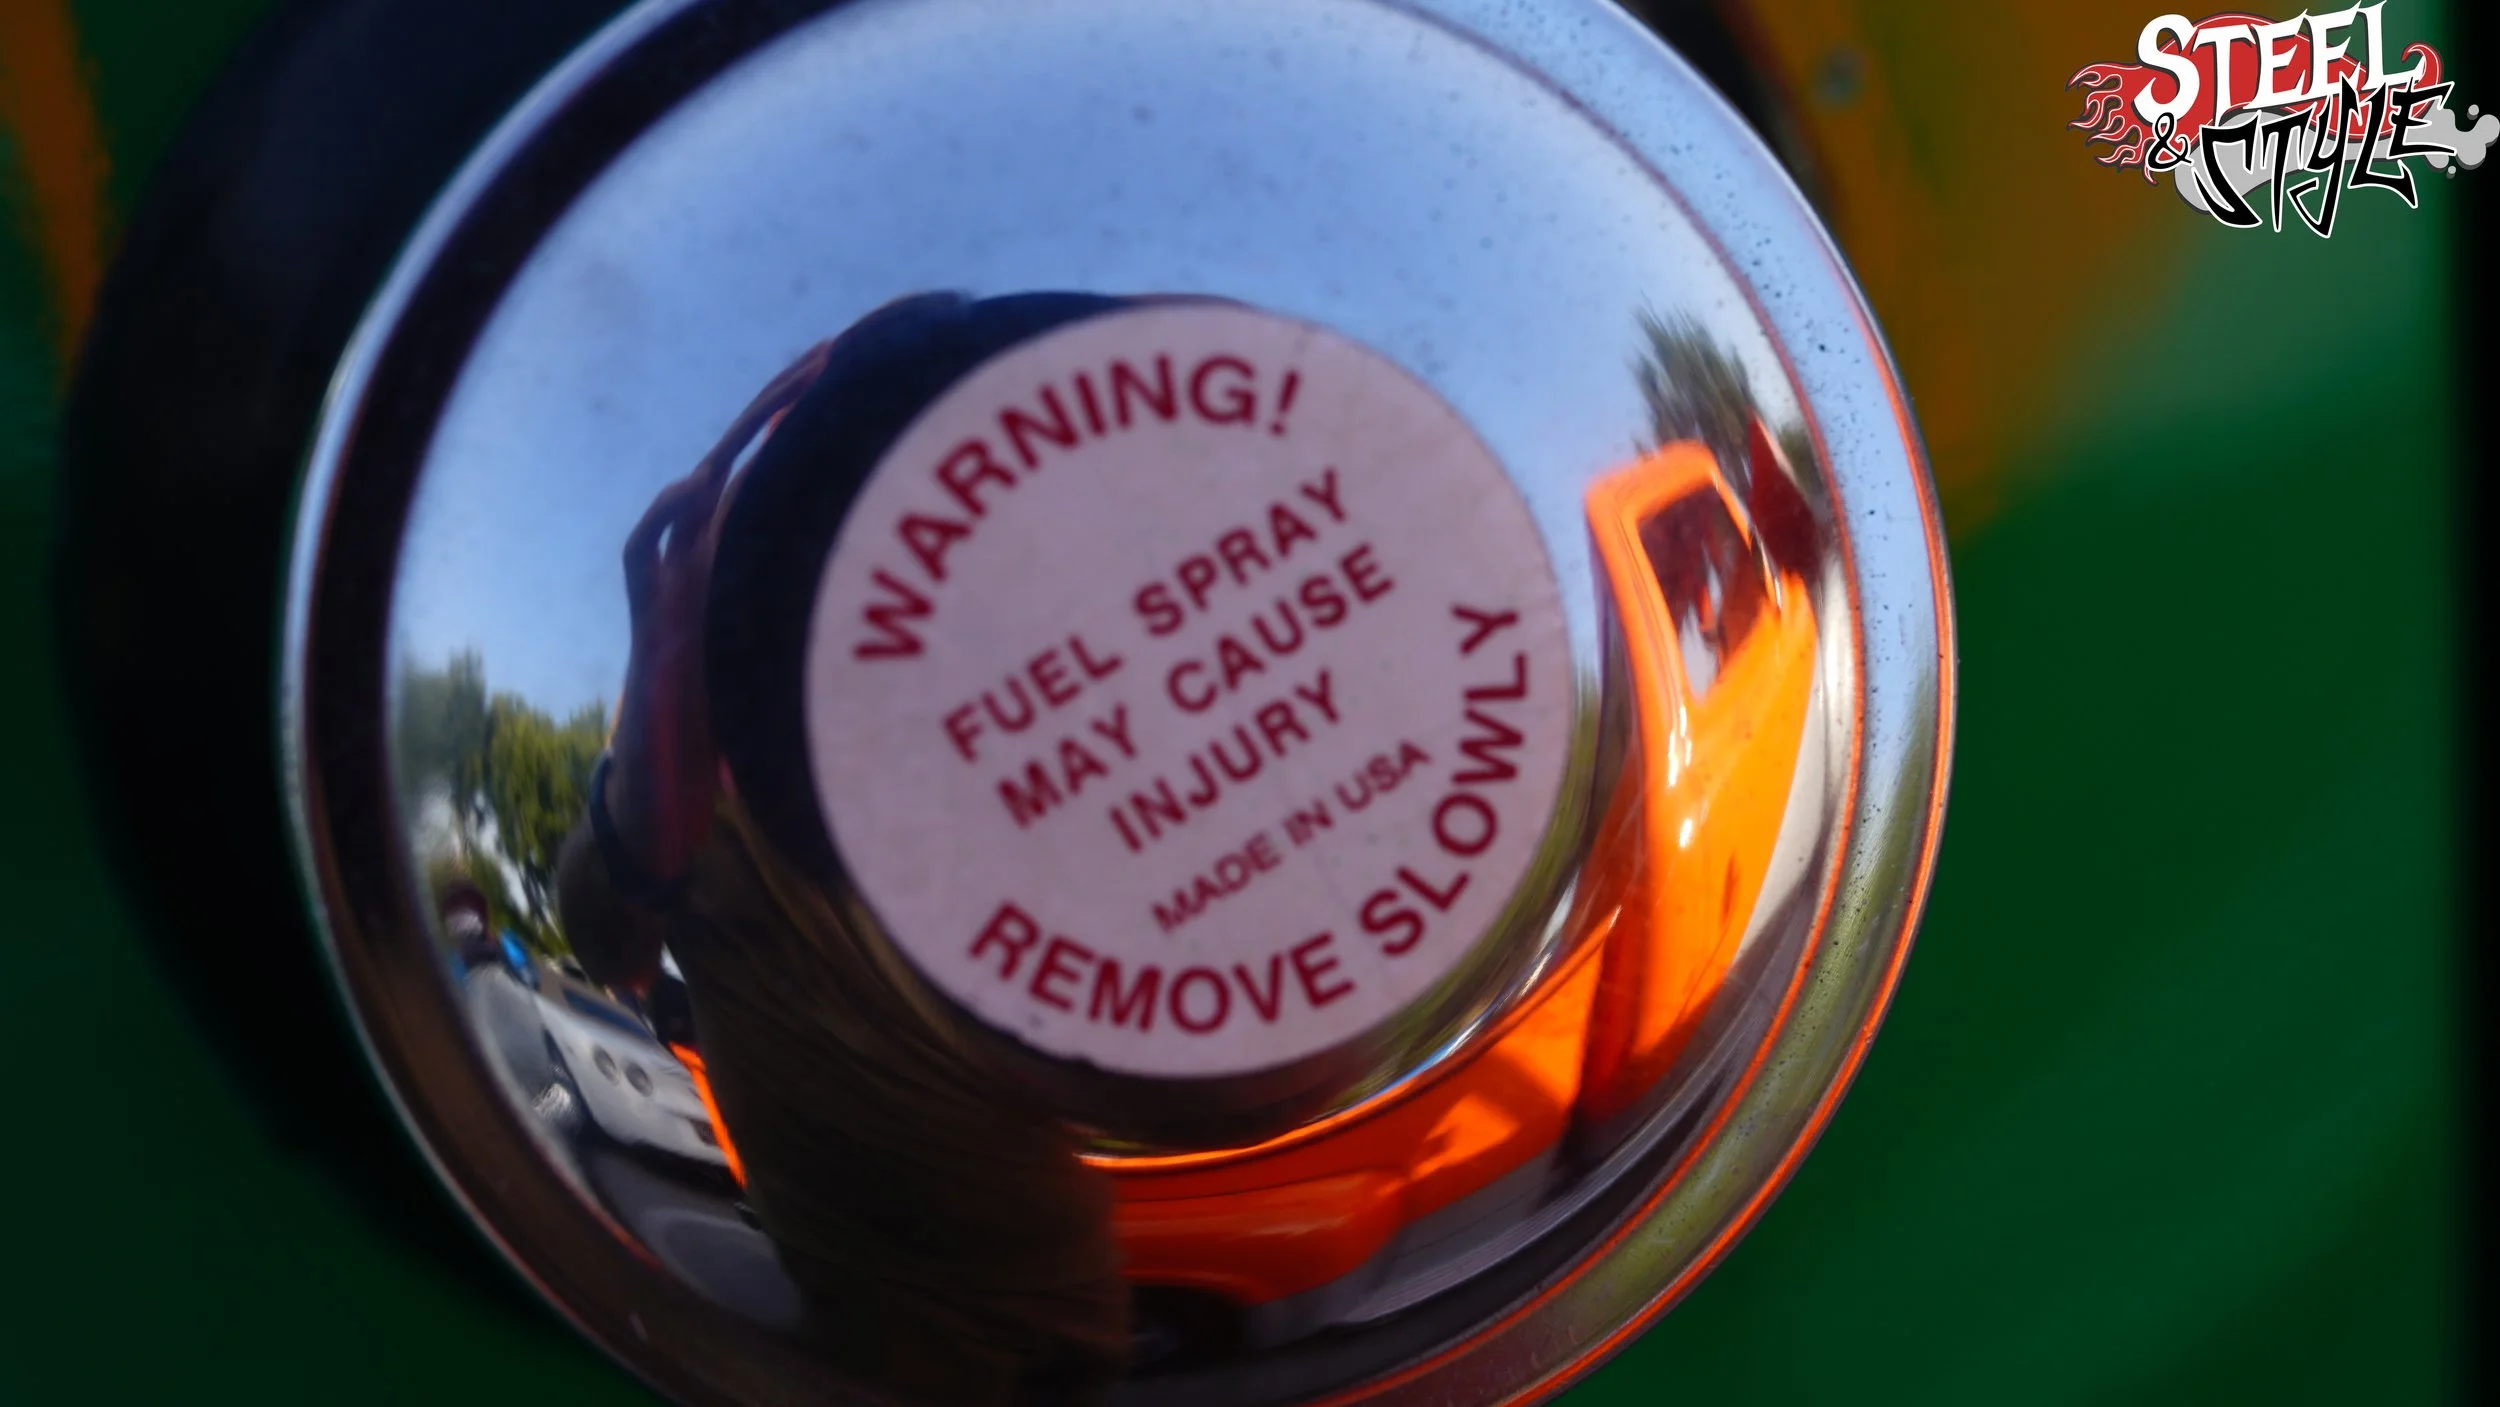 WARNING!
FUEL SPRAY
MAY CAUSE
INJURY
MADE IN USA
REMOVE SLOWLY
STEEL
& STYLE